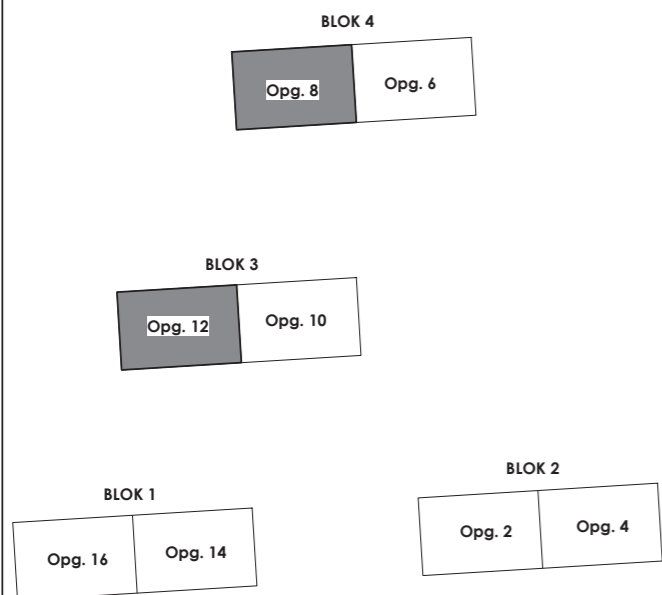 BLOK 4
Opg. 8
Opg. 6
BLOK 3
Opg. 12
Opg. 10
BLOK 2
BLOK 1
Opg. 2
Opg. 4
Opg. 16
Opg. 14